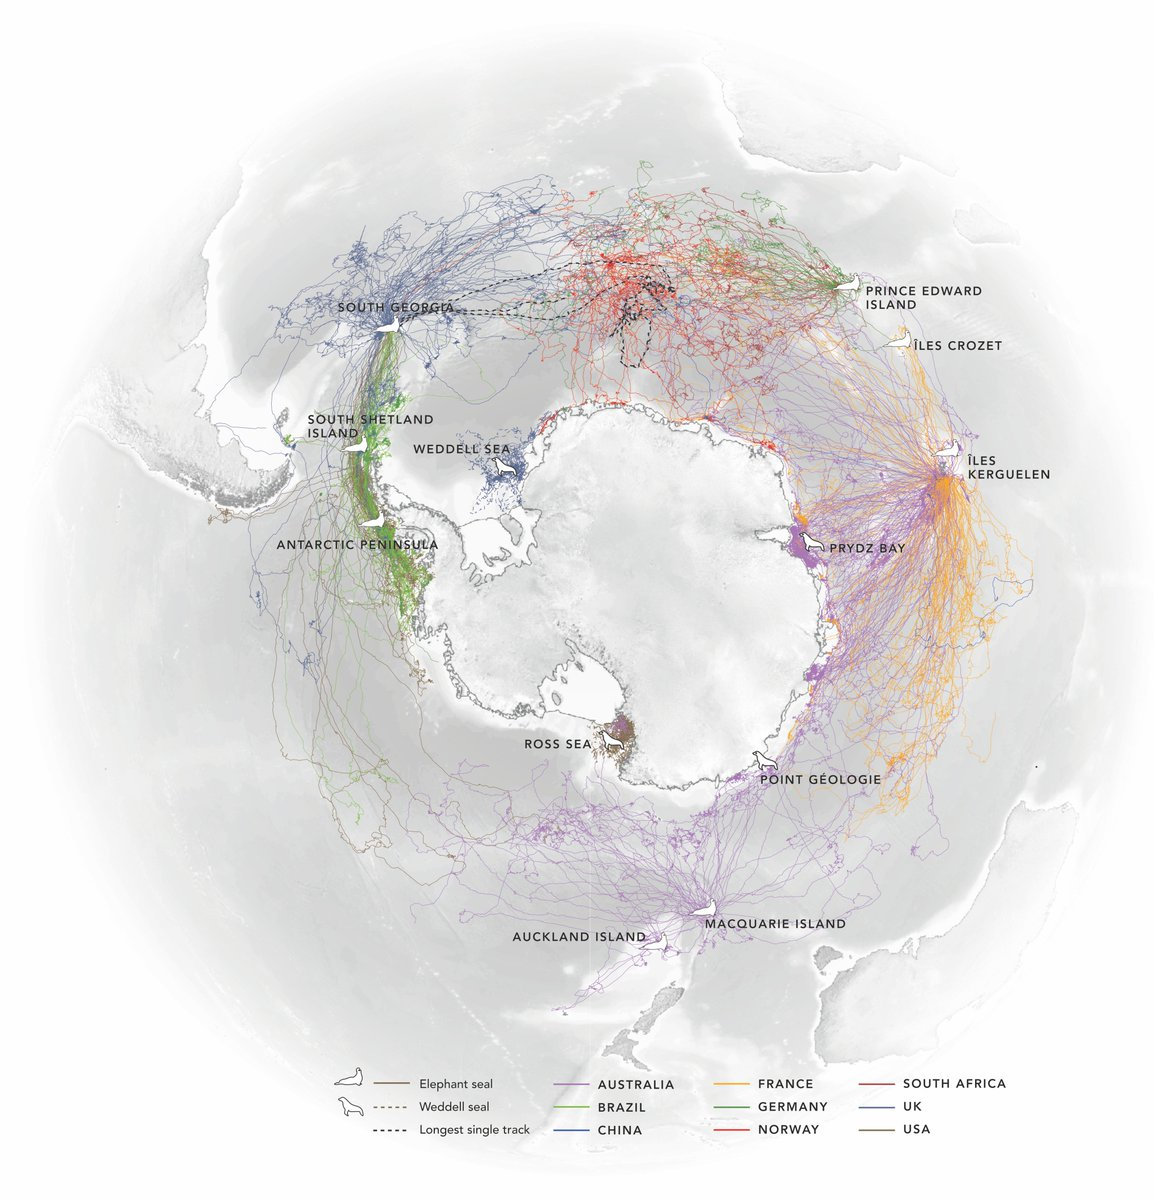 SOUTH GEORGIA
PRINCE EDWARD
ISLAND
ÎLES CROZET
SOUTH SHETLAND
ISLAND
WEDDELL SEA
ÎLES
KERGUELEN
ANTARCTIC PENINSULA
PRYDZ BAY
ROSS SEA
POINT GÉOLOGIE
MACQUARIE ISLAND
AUCKLAND ISLAND
Elephant seal
Weddell seal
Longest single track
AUSTRALIA
BRAZIL
CHINA
FRANCE
GERMANY
NORWAY
SOUTH AFRICA
UK
USA